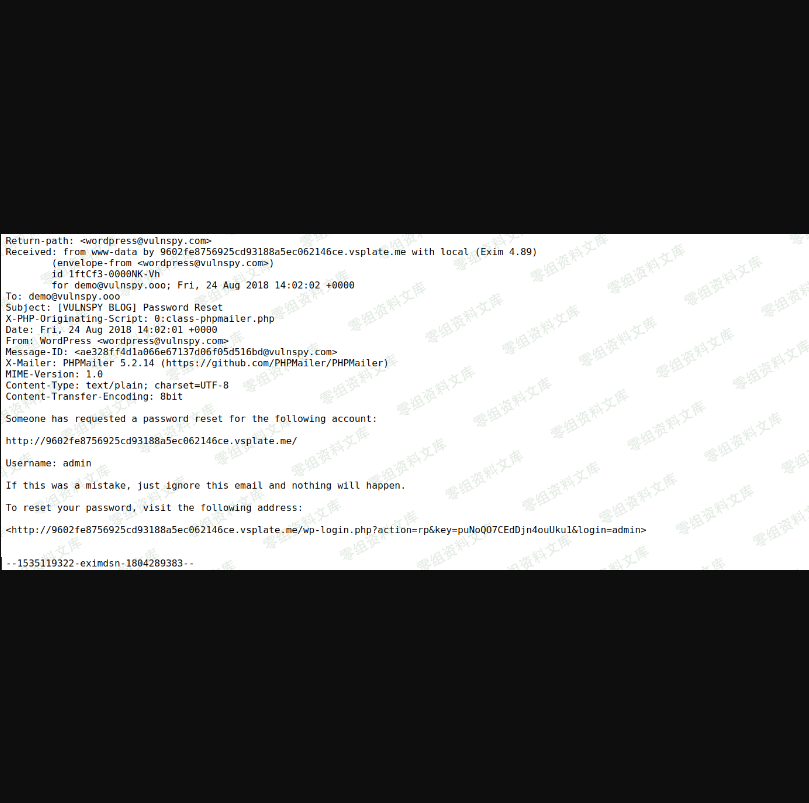 Return-path: <wordpress@vulnspy.com>
Received: from www-data by 9602fe8756925cd93188a5ec062146ce.vsplate.me with local (Exim 4.89)
(envelope-from <wordpress@vulnspy.com>)
id 1ftCf3-0000NK-Vh
for demo@vulnspy.ooo; Fri, 24 Aug 2018 14:02:02 +0000
To: demo@vulnspy.ooo
Subject: [VULNSPY BLOG] Password Reset
X-PHP-Originating-Script: 0:class-phpmailer.php
Date: Fri, 24 Aug 2018 14:02:01 +0000
From: WordPress <wordpress@vulnspy.com>
Message-ID: <ae328ff4d1a066e67137d06f05d516bd@vulnspy.com>
X-Mailer: PHPMailer 5.2.14 (https://github.com/PHPMailer/PHPMailer)
MIME-Version: 1.0
Content-Type: text/plain; charset=UTF-8
Content-Transfer-Encoding: 8bit
Someone has requested a password reset for the following account:
http://9602fe8756925cd93188a5ec062146ce.vsplate.me/
Username: admin
If this was a mistake, just ignore this email and nothing will happen.
To reset your password, visit the following address:
<http://9602fe8756925cd93188a5ec062146ce.vsplate.me/wp-login.php?action=rp&key=puNoQO7CEdDjn4ouUku1&login=admin>
--1535119322-eximdsn-1804289383--
零组资料文库